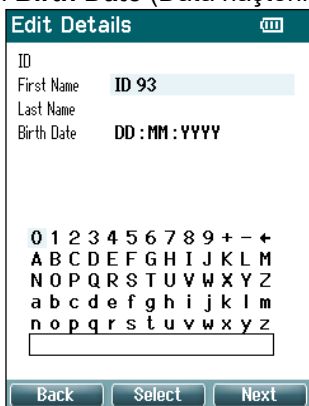 Edit Details
ID
First Name ID 93
Last Name
Birth Date DD : MM : YYYY
0 1 2 3 4 5 6 7 8 9 + - ←
A B C D E F G H I J K L M
N O P Q R S T U V W X Y Z
a b c d e f g h i j k l m
n o p q r s t u v w x y z
Back Select Next